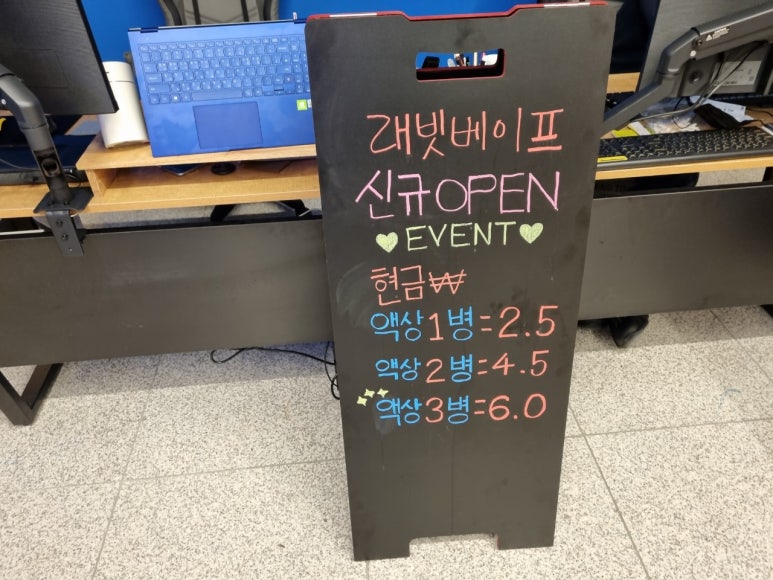 래빗베이프
신규OPEN
EVENT
현금₩
액상1병=2.5
액상2병=4.5
액상3병=6.0